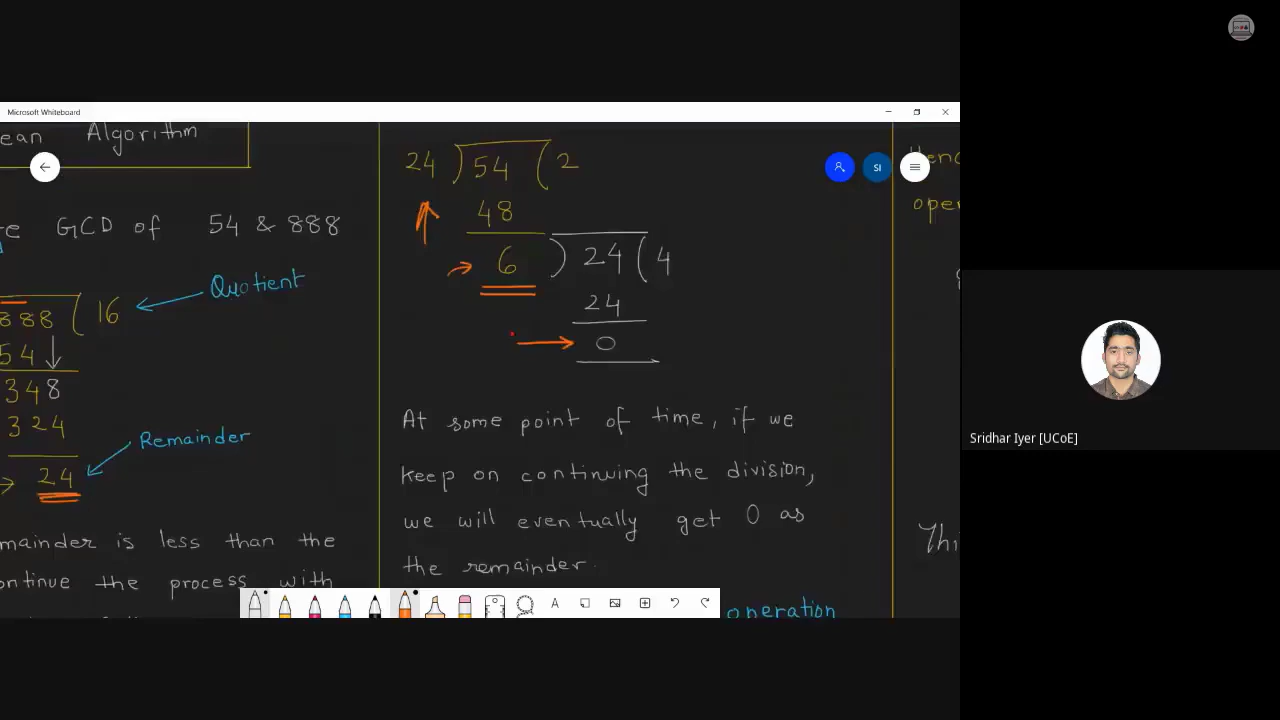 Microsoft Whiteboard
ean Algorithm
GCD of 54 & 888
888 ( 16
Quotient
54
348
324
Remainder
24
mainder is less than the
ontinue the process with
24 ) 54 ( 2
48
6 ) 24 ( 4
24
0
At some point of time, if we
keep on continuing the division,
we will eventually get 0 as
the remainder.
operation
SI
Henc
oper
Thi
A
Sridhar Iyer [UCoE]